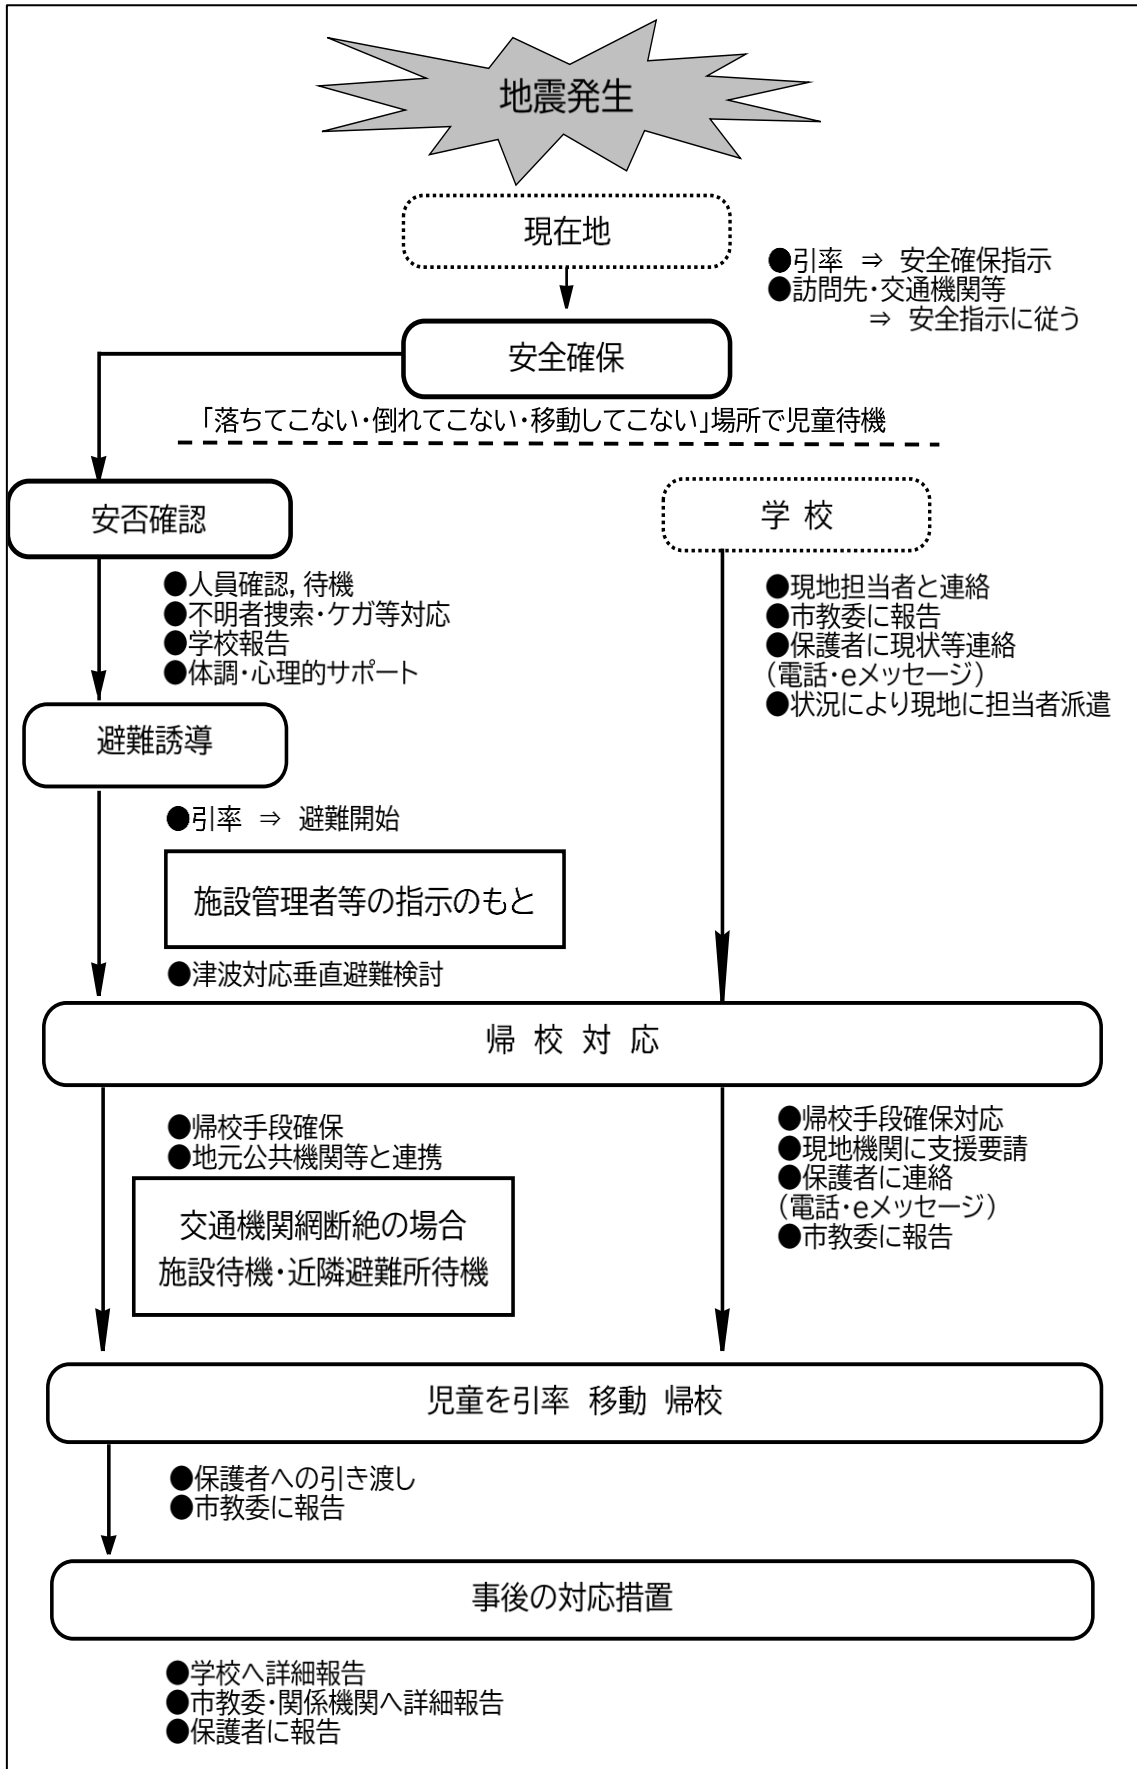 地震発生
現在地
●引率 ⇒ 安全確保指示
●訪問先・交通機関等
⇒ 安全指示に従う
安全確保
「落ちてこない・倒れてこない・移動してこない」場所で児童待機
安否確認
●人員確認，待機
●不明者捜索・ケガ等対応
●学校報告
●体調・心理的サポート
学 校
●現地担当者と連絡
●市教委に報告
●保護者に現状等連絡
（電話・eメッセージ）
●状況により現地に担当者派遣
避難誘導
●引率 ⇒ 避難開始
施設管理者等の指示のもと
●津波対応垂直避難検討
帰 校 対 応
●帰校手段確保
●地元公共機関等と連携
交通機関網断絶の場合
施設待機・近隣避難所待機
●帰校手段確保対応
●現地機関に支援要請
●保護者に連絡
（電話・eメッセージ）
●市教委に報告
児童を引率 移動 帰校
●保護者への引き渡し
●市教委に報告
事後の対応措置
●学校へ詳細報告
●市教委・関係機関へ詳細報告
●保護者に報告